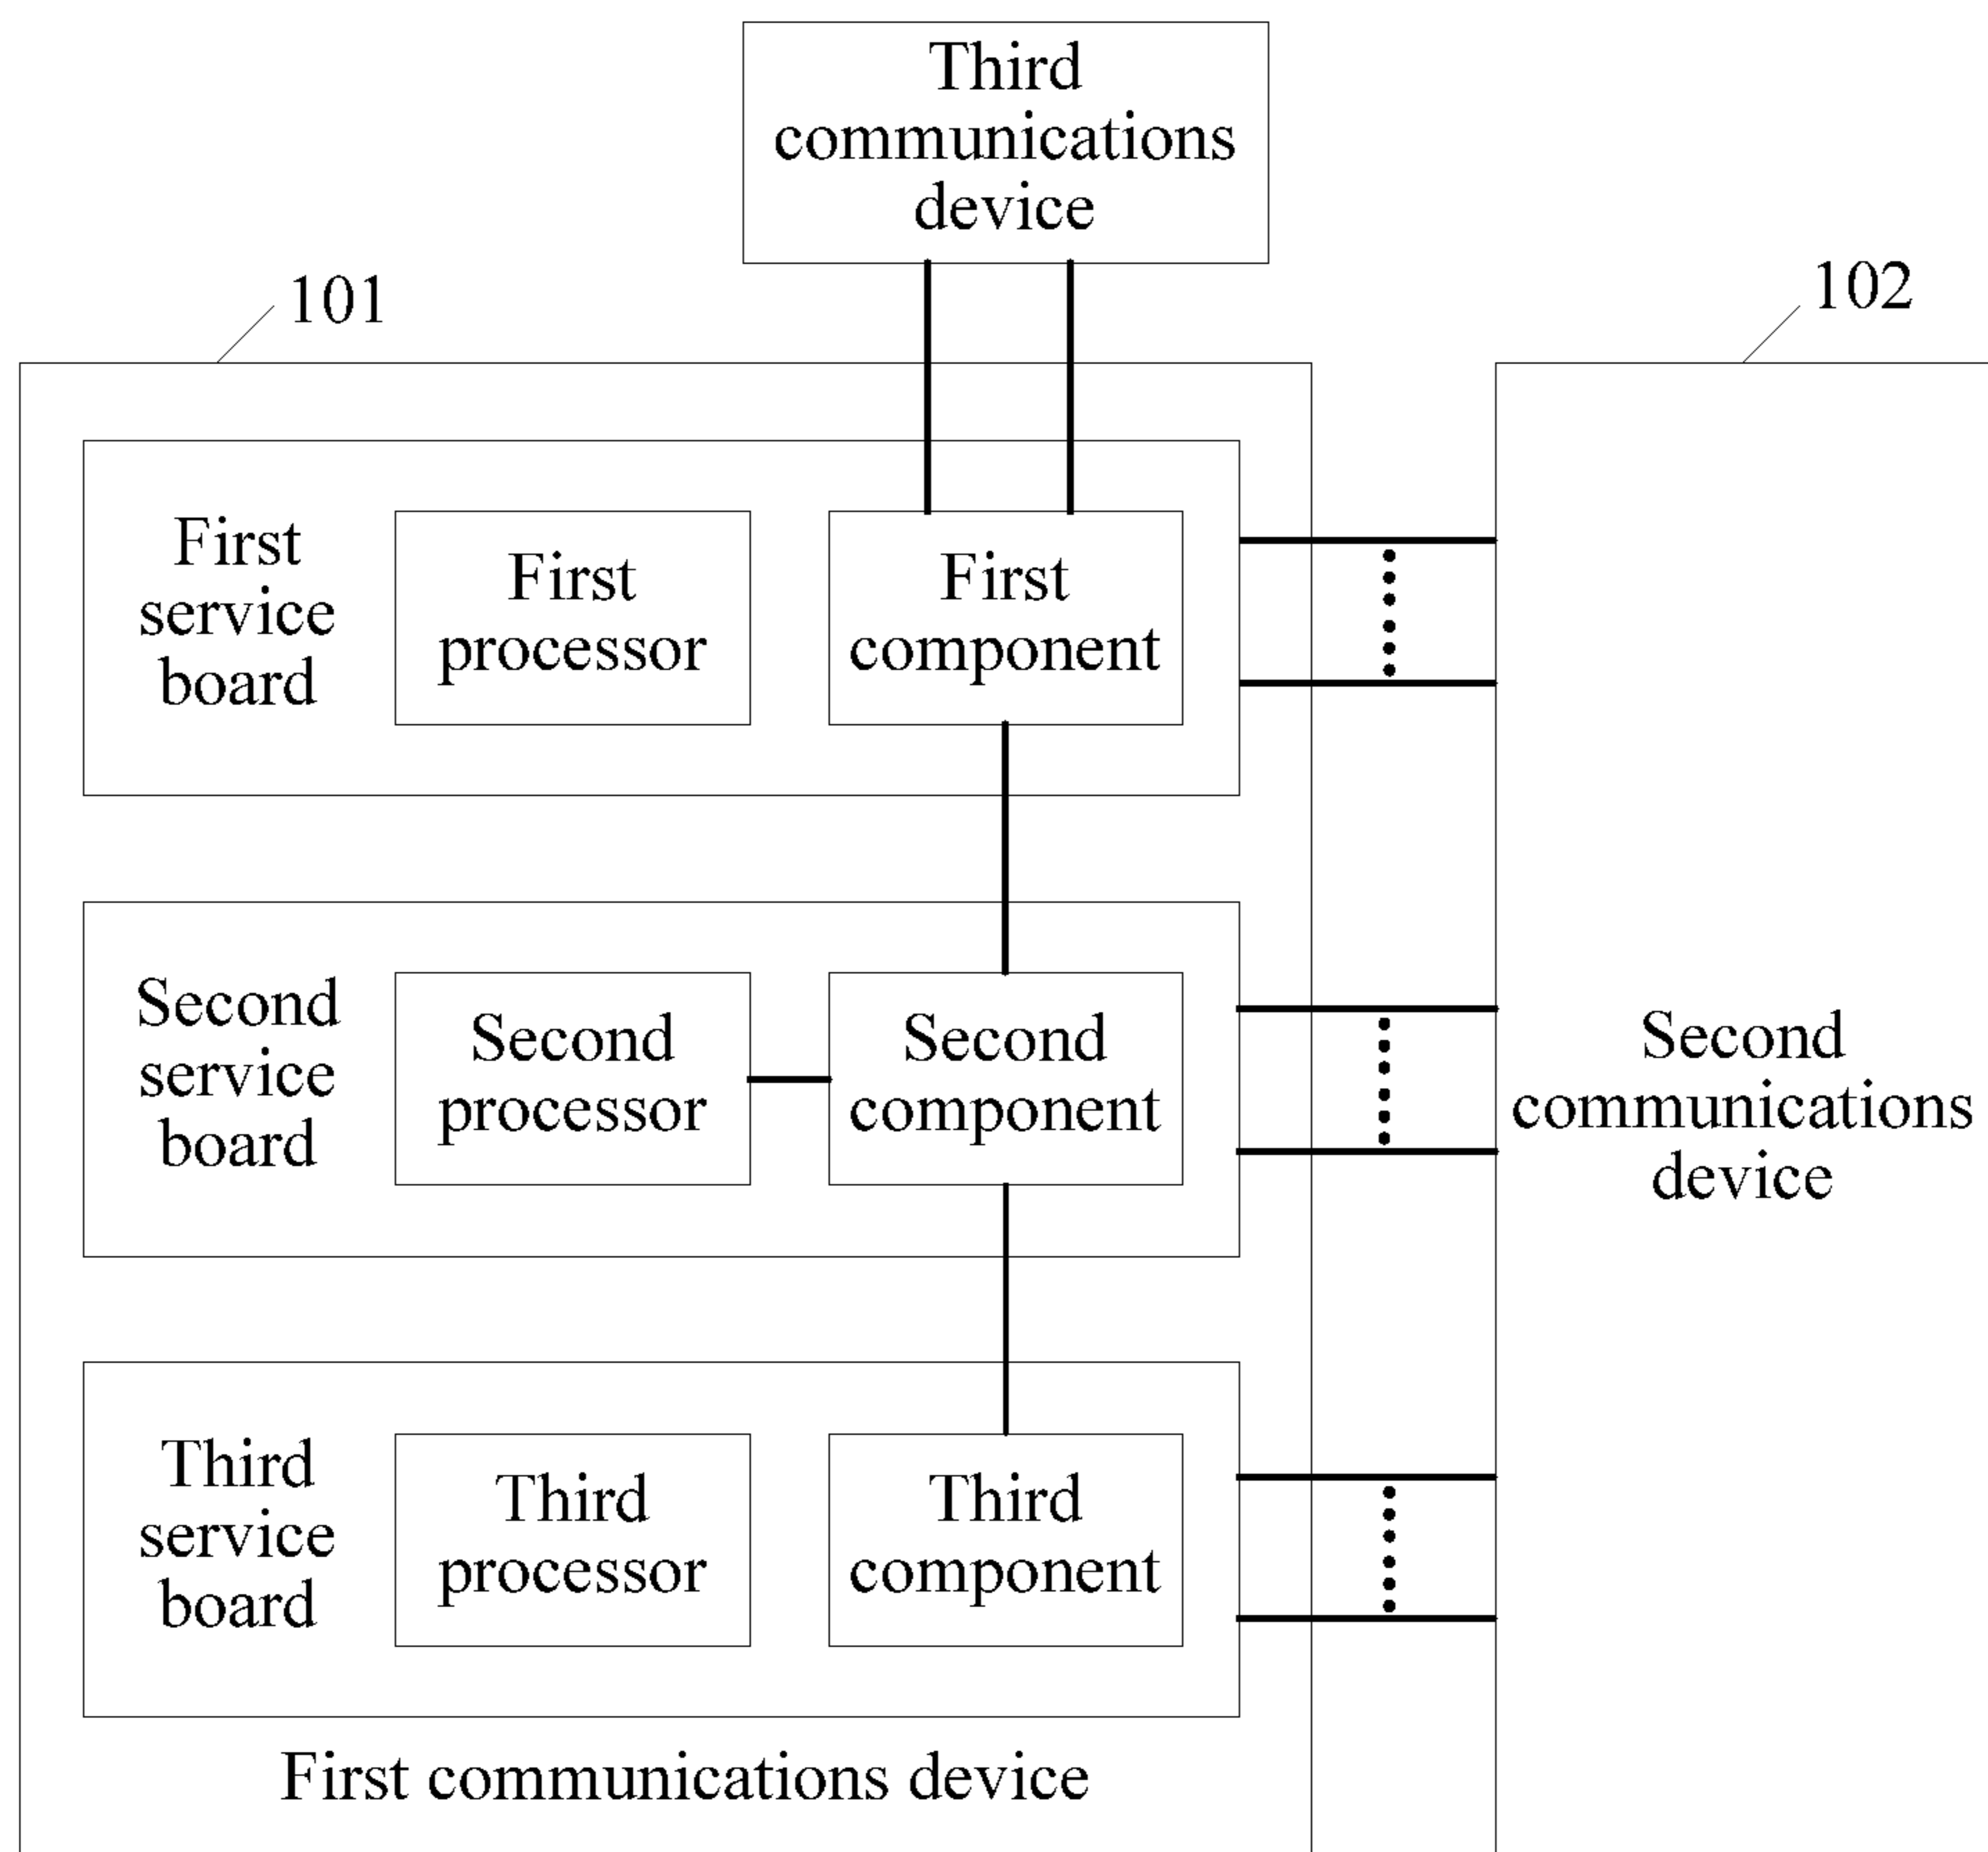 Third
communications
device
101
102
First
service
board
First
processor
First
component
Second
service
board
Second
processor
Second
component
Second
communications
device
Third
service
board
Third
processor
Third
component
First communications device